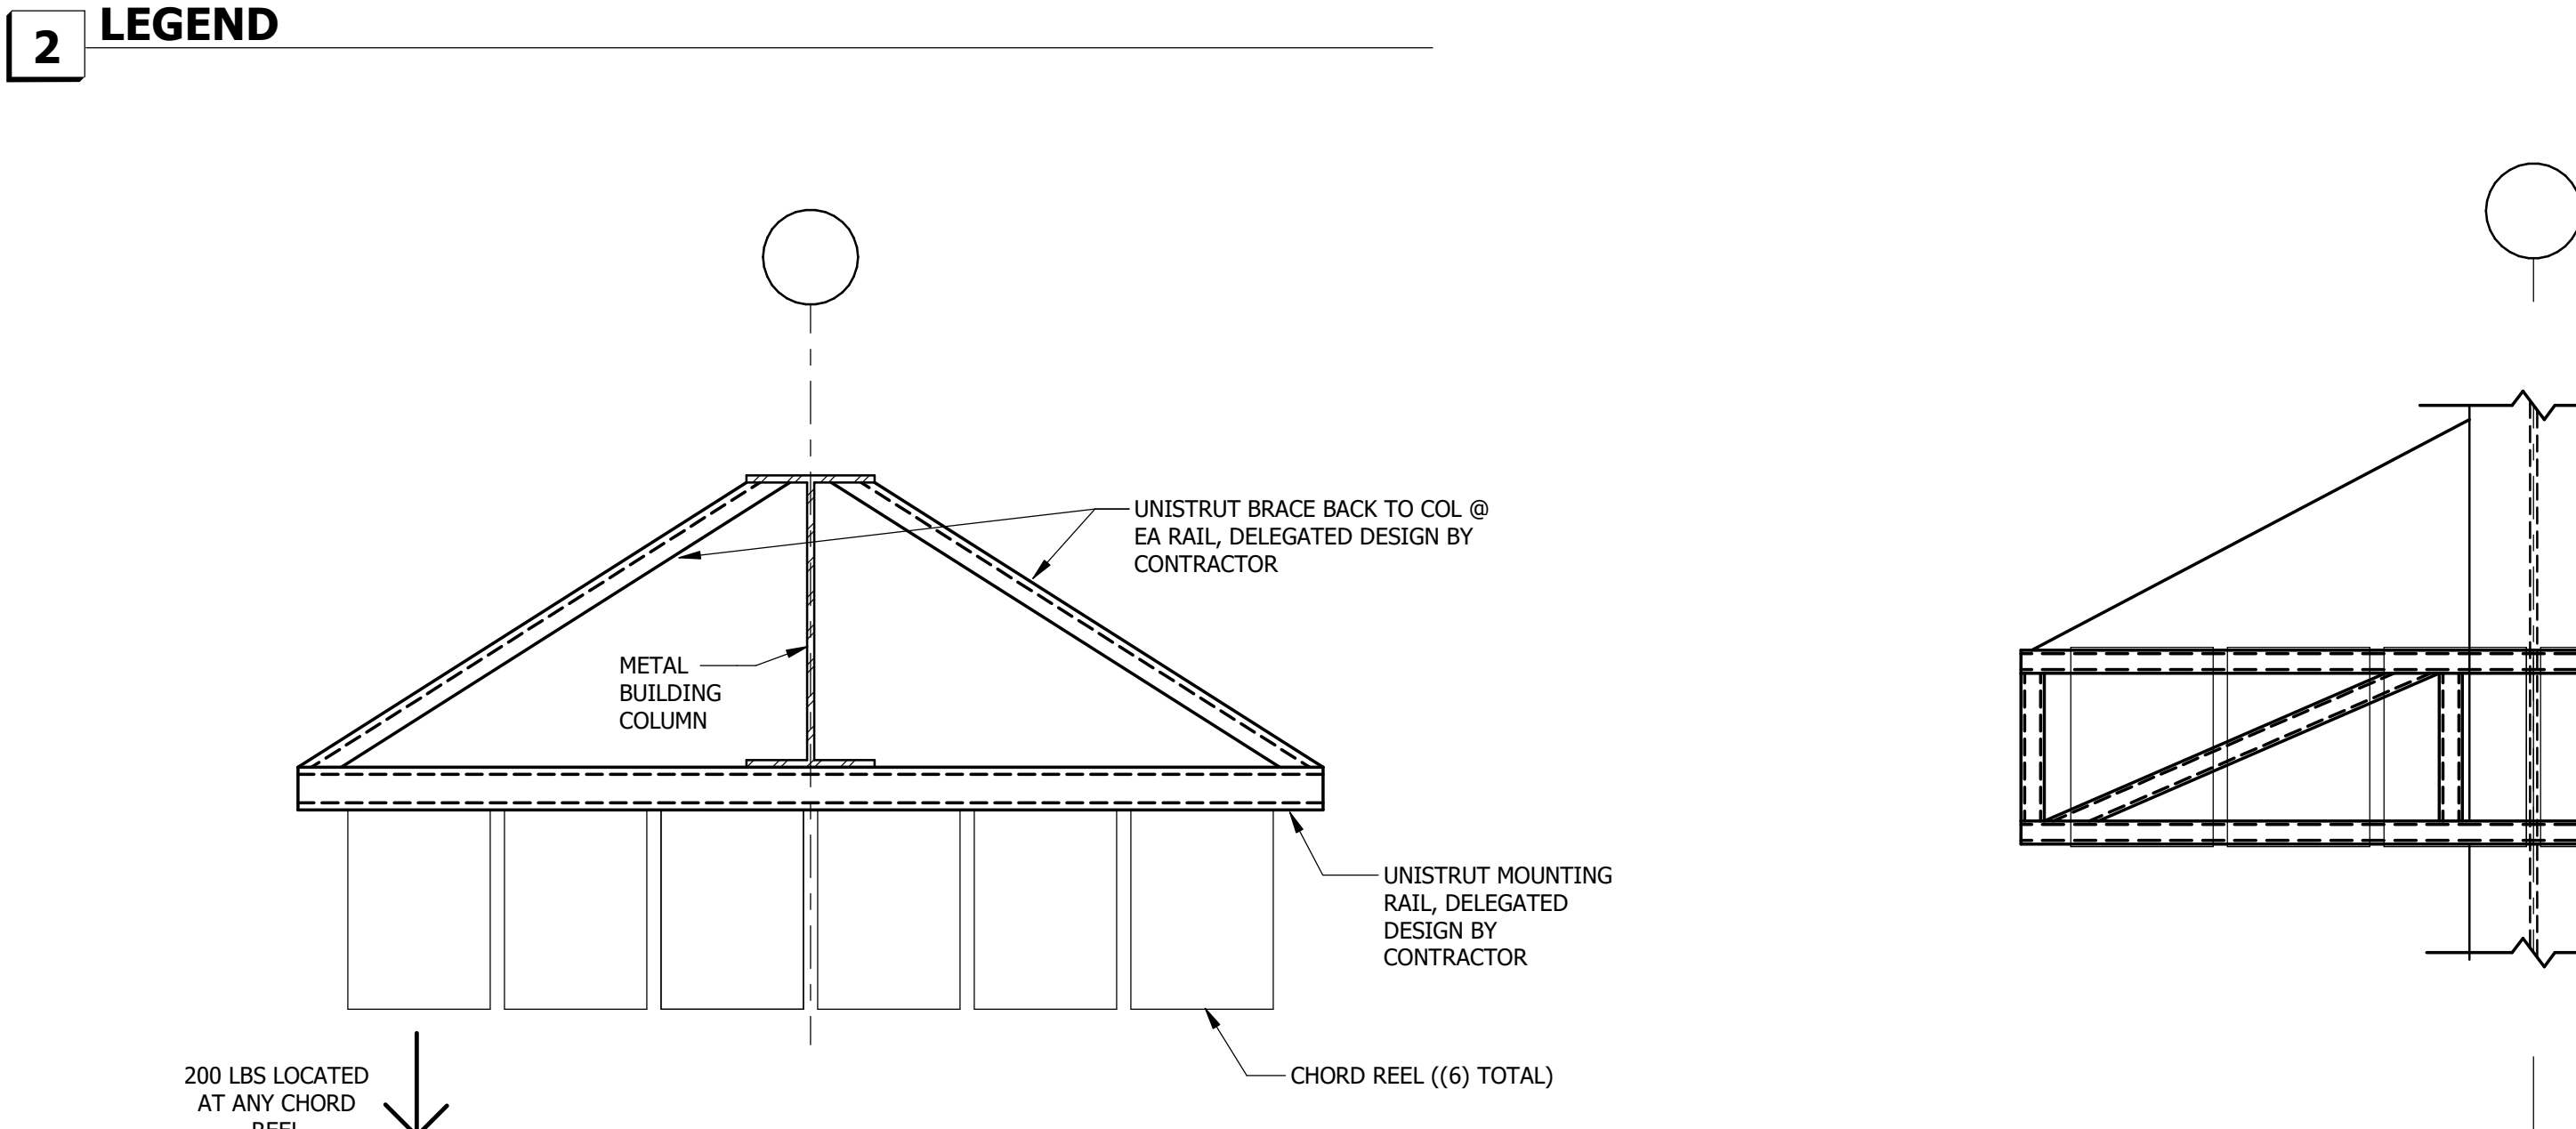 2
LEGEND
UNISTRUT BRACE BACK TO COL @
EA RAIL, DELEGATED DESIGN BY
CONTRACTOR
METAL
BUILDING
COLUMN
UNISTRUT MOUNTING
RAIL, DELEGATED
DESIGN BY
CONTRACTOR
CHORD REEL ((6) TOTAL)
200 LBS LOCATED
AT ANY CHORD
REEL